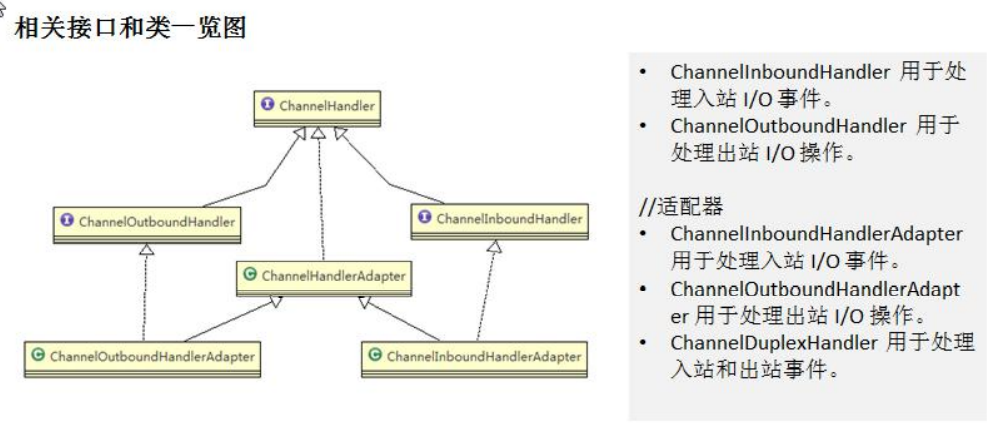 相关接口和类一览图
ChannelHandler
ChannelOutboundHandler
ChannelInboundHandler
ChannelHandlerAdapter
ChannelOutboundHandlerAdapter
ChannelInboundHandlerAdapter
• ChannelInboundHandler 用于处
理入站 I/O 事件。
• ChannelOutboundHandler 用于
处理出站 I/O 操作。
//适配器
• ChannelInboundHandlerAdapter
用于处理入站 I/O 事件。
• ChannelOutboundHandlerAdapt
er 用于处理出站 I/O 操作。
• ChannelDuplexHandler 用于处理
入站和出站事件。